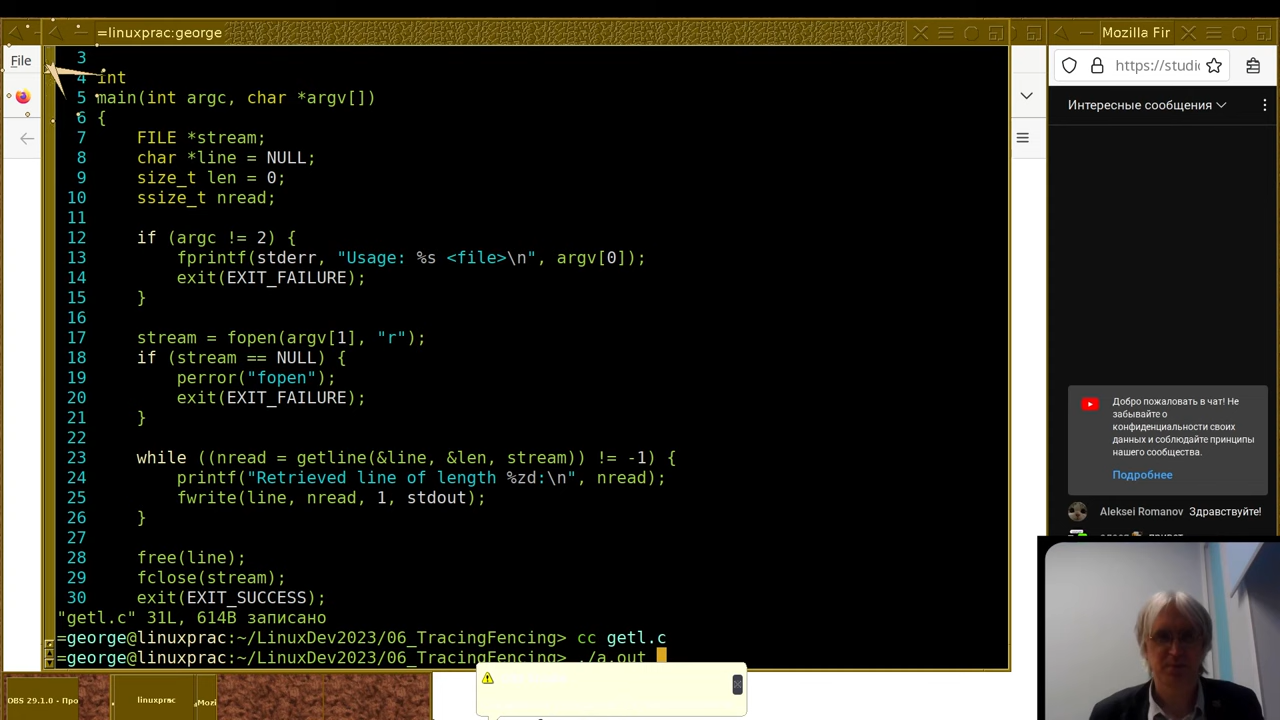 =linuxprac:george
Mozilla Fir
File
https://studio
Интересные сообщения
3
4 int
5 main(int argc, char *argv[])
6 {
7 FILE *stream;
8 char *line = NULL;
9 size_t len = 0;
10 ssize_t nread;
11
12 if (argc != 2) {
13 fprintf(stderr, "Usage: %s <file>\n", argv[0]);
14 exit(EXIT_FAILURE);
15 }
16
17 stream = fopen(argv[1], "r");
18 if (stream == NULL) {
19 perror("fopen");
20 exit(EXIT_FAILURE);
21 }
22
23 while ((nread = getline(&line, &len, stream)) != -1) {
24 printf("Retrieved line of length %zd:\n", nread);
25 fwrite(line, nread, 1, stdout);
26 }
27
28 free(line);
29 fclose(stream);
30 exit(EXIT_SUCCESS);
"getl.c" 31L, 614B записано
=george@linuxprac:~/LinuxDev2023/06_TracingFencing> cc getl.c
=george@linuxprac:~/LinuxDev2023/06_TracingFencing> ./a.out
Добро пожаловать в чат! Не
забывайте о
конфиденциальности своих
данных и соблюдайте принципы
нашего сообщества.
Подробнее
Aleksei Romanov Здравствуйте!
DBS 29.1.0 - Про
linuxprac
Mozi